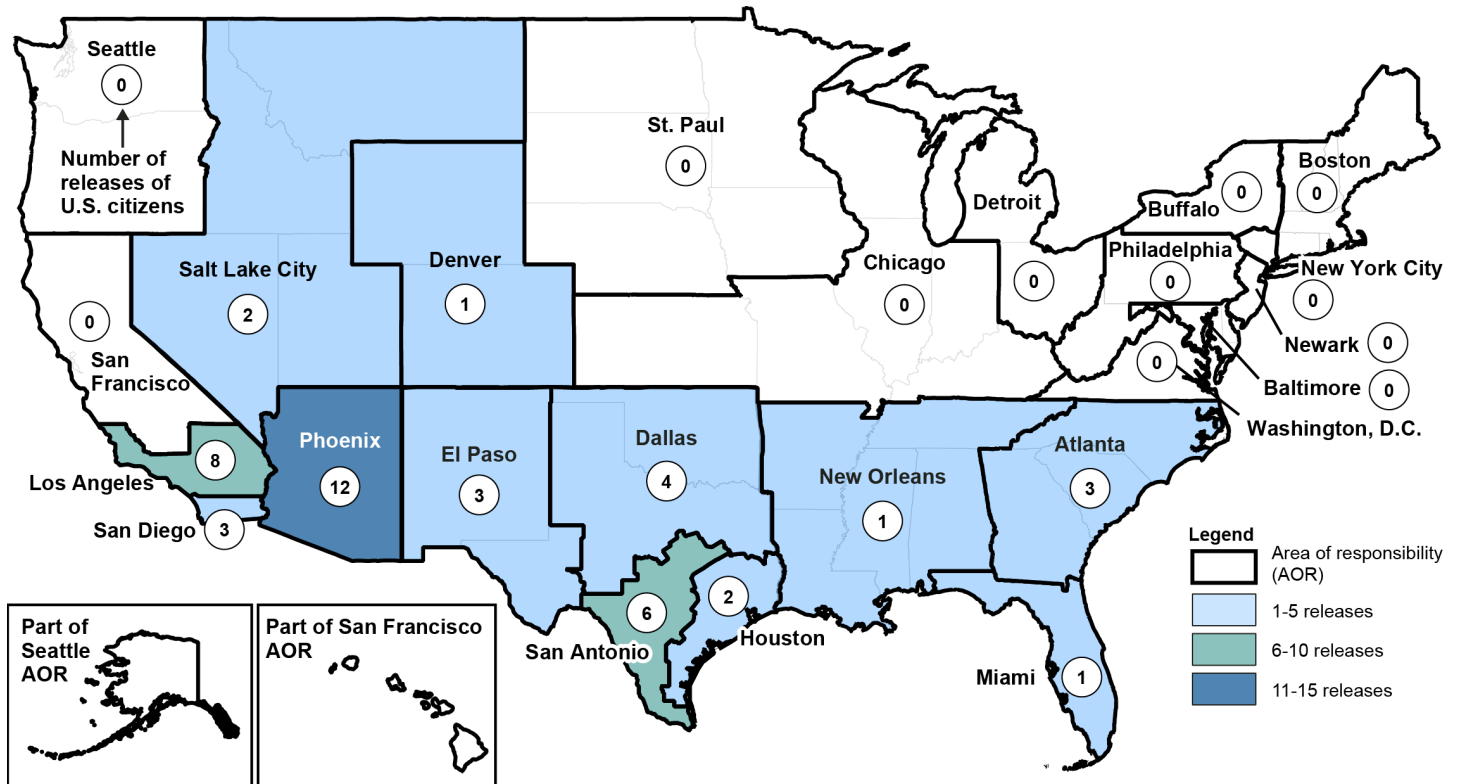 Seattle
0
Number of
releases of
U.S. citizens
St. Paul
0
Boston
0
Buffalo
0
Detroit
0
Philadelphia
0
New York City
0
Newark
0
Baltimore
0
Washington, D.C.
0
Chicago
0
Denver
1
Salt Lake City
2
0
San
Francisco
8
Los Angeles
San Diego
3
Phoenix
12
El Paso
3
Dallas
4
New Orleans
1
Atlanta
3
6
San Antonio
2
Houston
Miami
1
Legend
Area of responsibility
(AOR)
1-5 releases
6-10 releases
11-15 releases
Part of
Seattle
AOR
Part of San Francisco
AOR